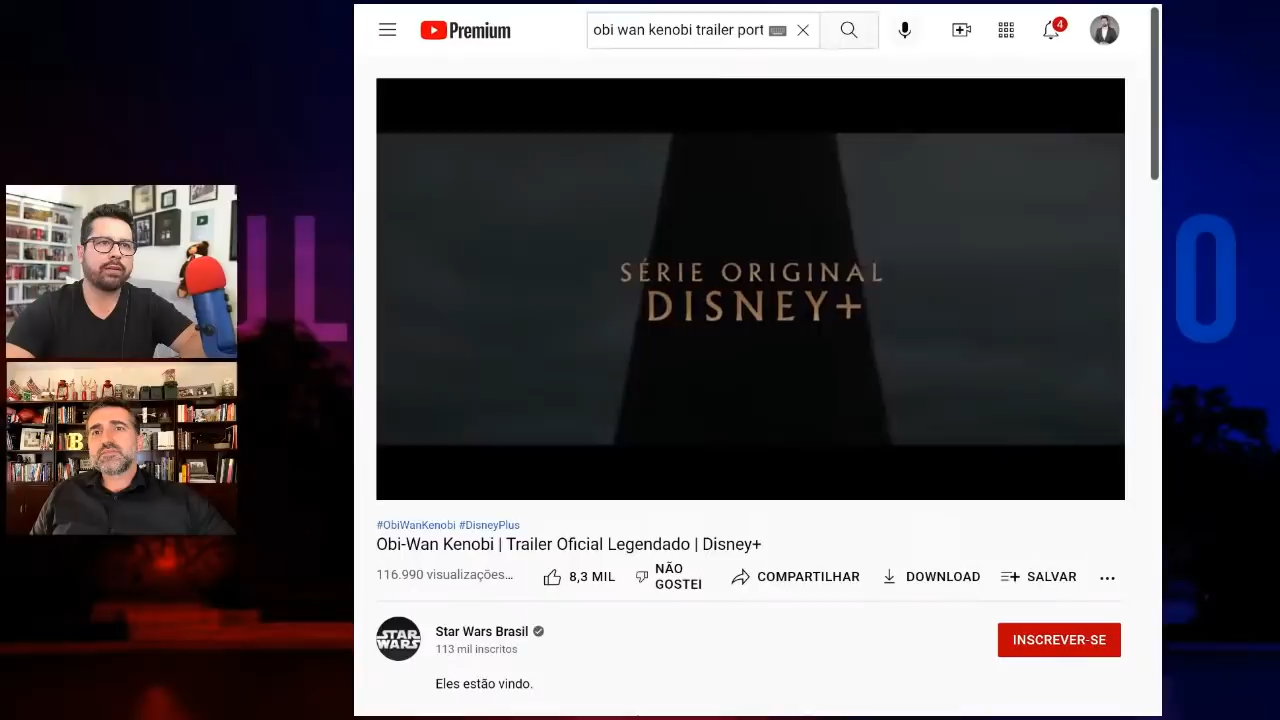 Premium
obi wan kenobi trailer port
4
SÉRIE ORIGINAL
DISNEY+
#ObiWanKenobi #DisneyPlus
Obi-Wan Kenobi | Trailer Oficial Legendado | Disney+
116.990 visualizações...
8,3 MIL
NÃO
GOSTEI
COMPARTILHAR
DOWNLOAD
SALVAR
STAR
WARS
Star Wars Brasil
113 mil inscritos
INSCREVER-SE
Eles estão vindo.
B